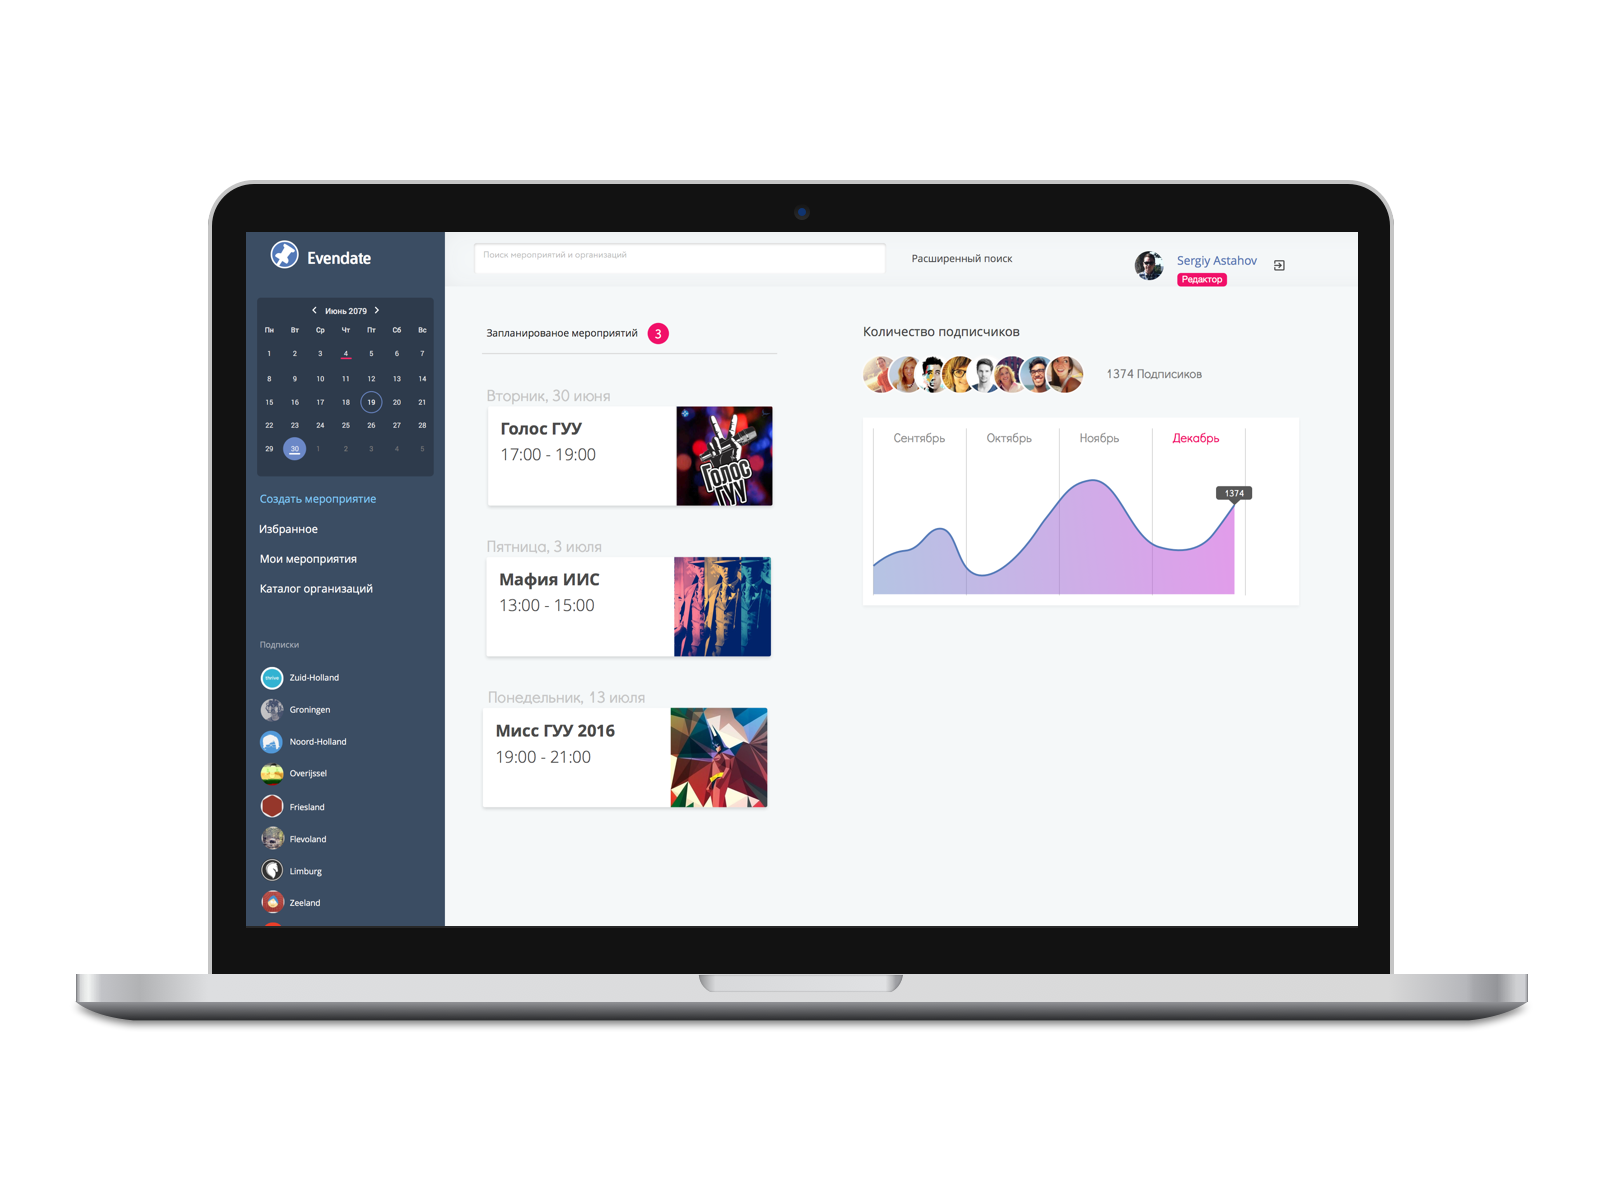 Evendate
Поиск мероприятий и организаций
Расширенный поиск
Sergiy Astahov
Редактор
Июнь 2079
Пн Вт Ср Чт Пт Сб Вс
1 2 3 4 5 6 7
8 9 10 11 12 13 14
15 16 17 18 19 20 21
22 23 24 25 26 27 28
29 30 1 2 3 4 5
Создать мероприятие
Избранное
Мои мероприятия
Каталог организаций
Подписки
thrive
Zuid-Holland
Groningen
Noord-Holland
Overijssel
Friesland
Flevoland
Limburg
Zeeland
Запланированое мероприятий 3
Вторник, 30 июня
Голос ГУУ
17:00 - 19:00
Голос
ГУУ
Пятница, 3 июля
Мафия ИИС
13:00 - 15:00
Понедельник, 13 июля
Мисс ГУУ 2016
19:00 - 21:00
Количество подписчиков
1374 Подписиков
Сентябрь Октябрь Ноябрь Декабрь
1374